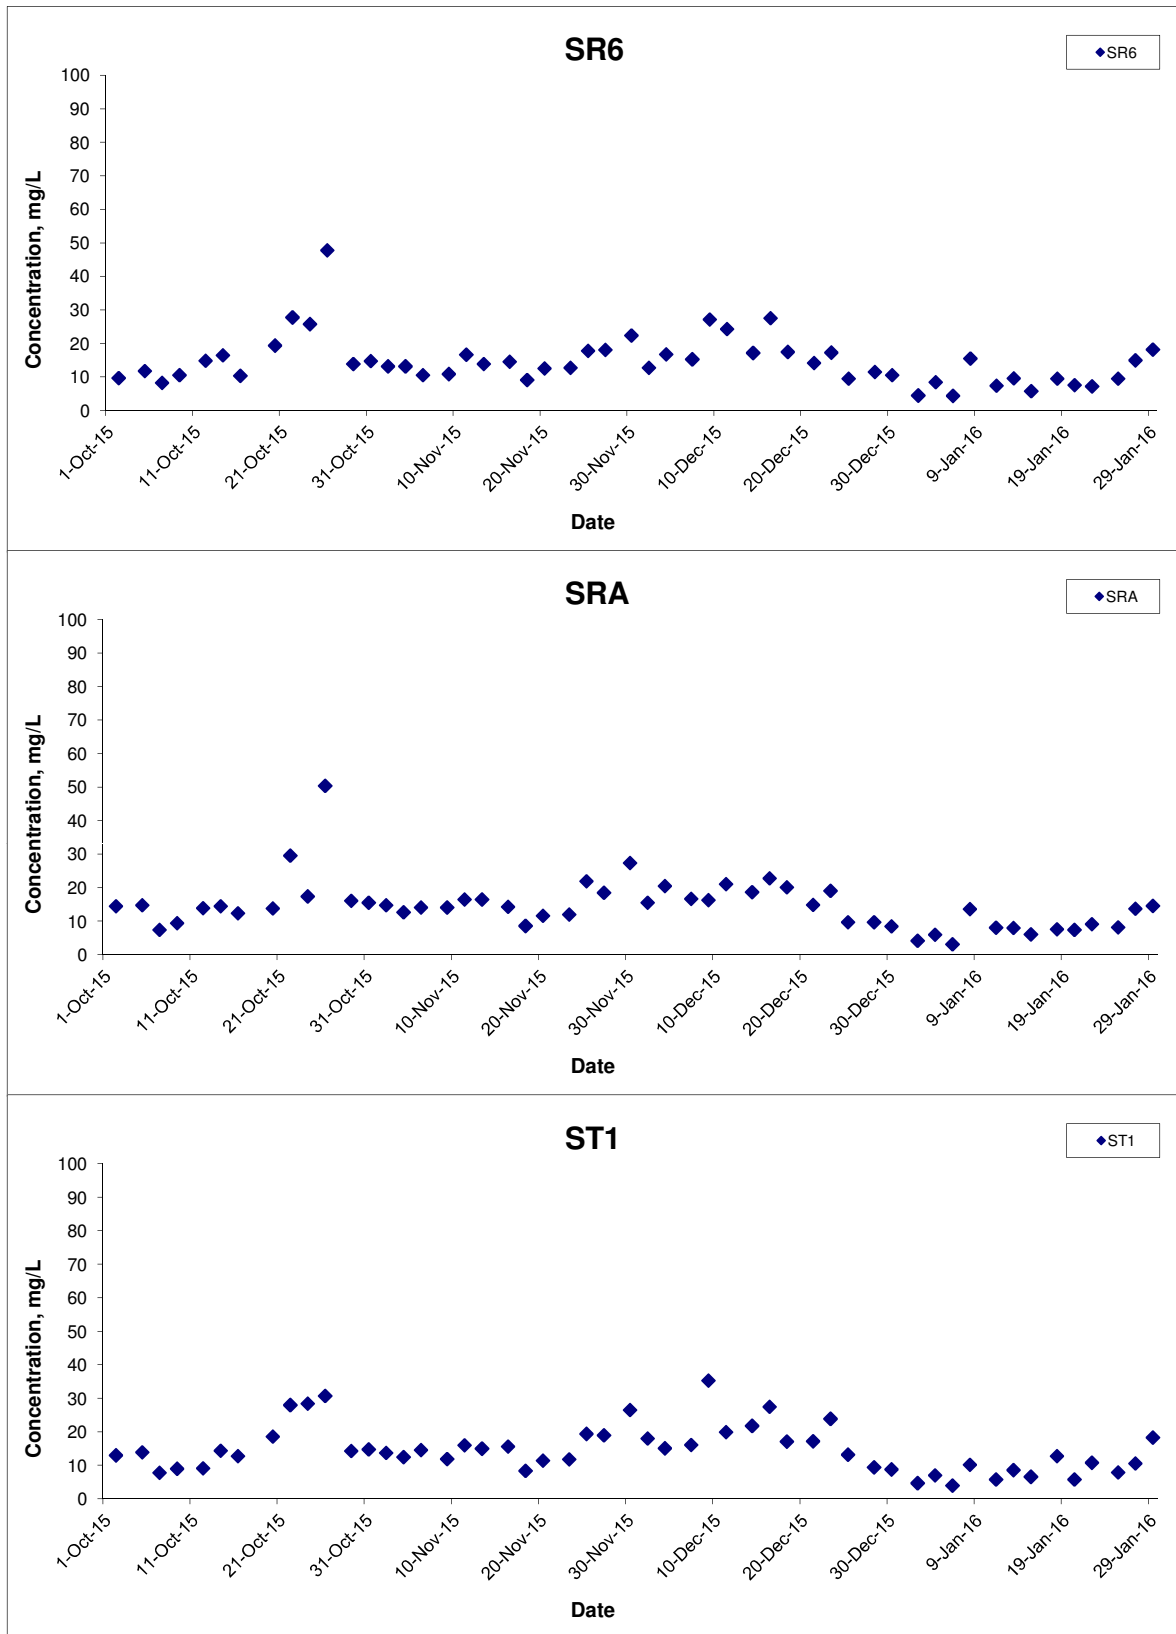 SR6
SR6
100
90
80
70
60
50
40
30
20
10
0
Concentration, mg/L
1-Oct-15
11-Oct-15
21-Oct-15
31-Oct-15
10-Nov-15
20-Nov-15
30-Nov-15
10-Dec-15
20-Dec-15
30-Dec-15
9-Jan-16
19-Jan-16
29-Jan-16
Date
SRA
SRA
100
90
80
70
60
50
40
30
20
10
0
Concentration, mg/L
1-Oct-15
11-Oct-15
21-Oct-15
31-Oct-15
10-Nov-15
20-Nov-15
30-Nov-15
10-Dec-15
20-Dec-15
30-Dec-15
9-Jan-16
19-Jan-16
29-Jan-16
Date
ST1
ST1
100
90
80
70
60
50
40
30
20
10
0
Concentration, mg/L
1-Oct-15
11-Oct-15
21-Oct-15
31-Oct-15
10-Nov-15
20-Nov-15
30-Nov-15
10-Dec-15
20-Dec-15
30-Dec-15
9-Jan-16
19-Jan-16
29-Jan-16
Date